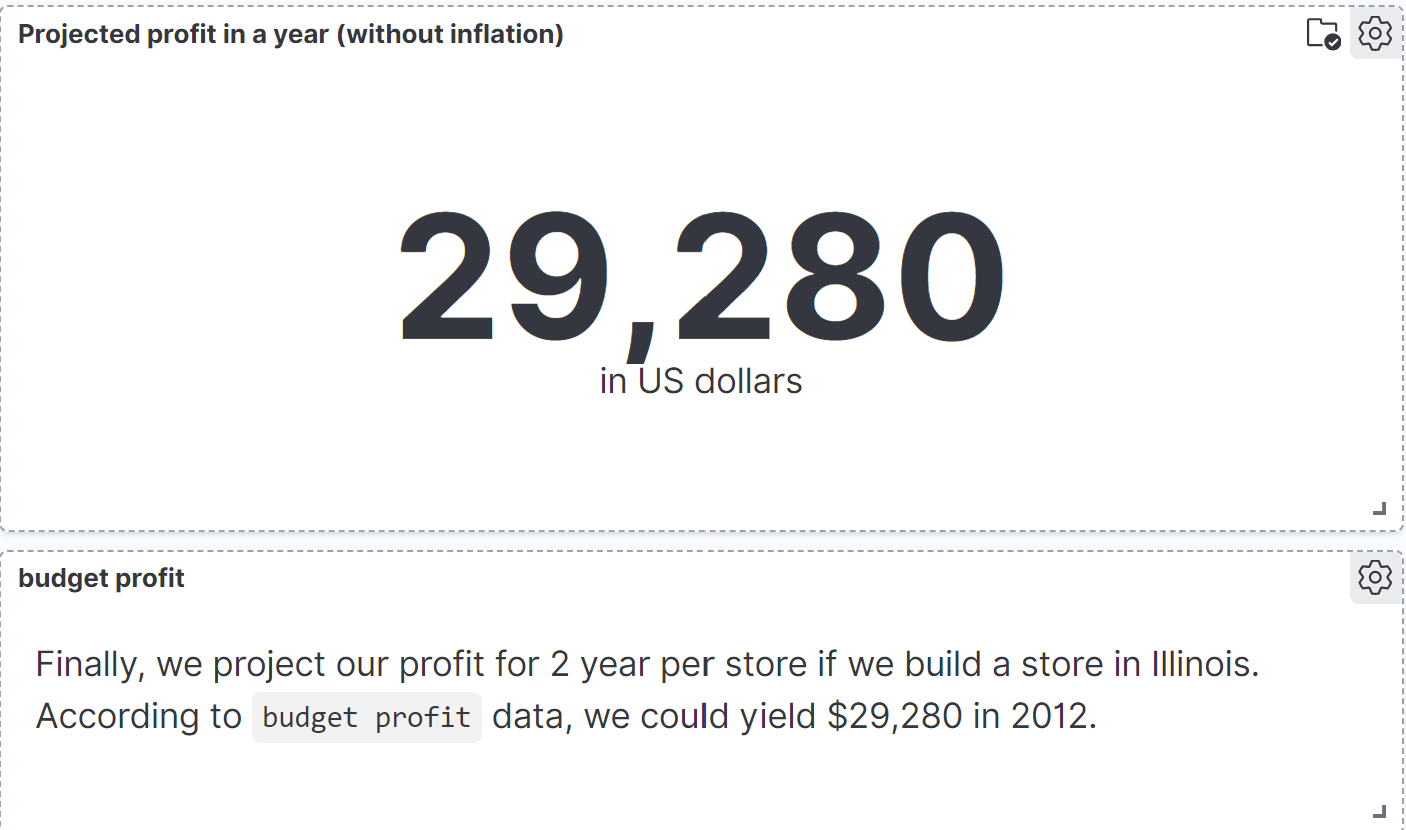 Projected profit in a year (without inflation)
29,280
in US dollars
budget profit
Finally, we project our profit for 2 year per store if we build a store in Illinois.
According to budget profit data, we could yield $29,280 in 2012.